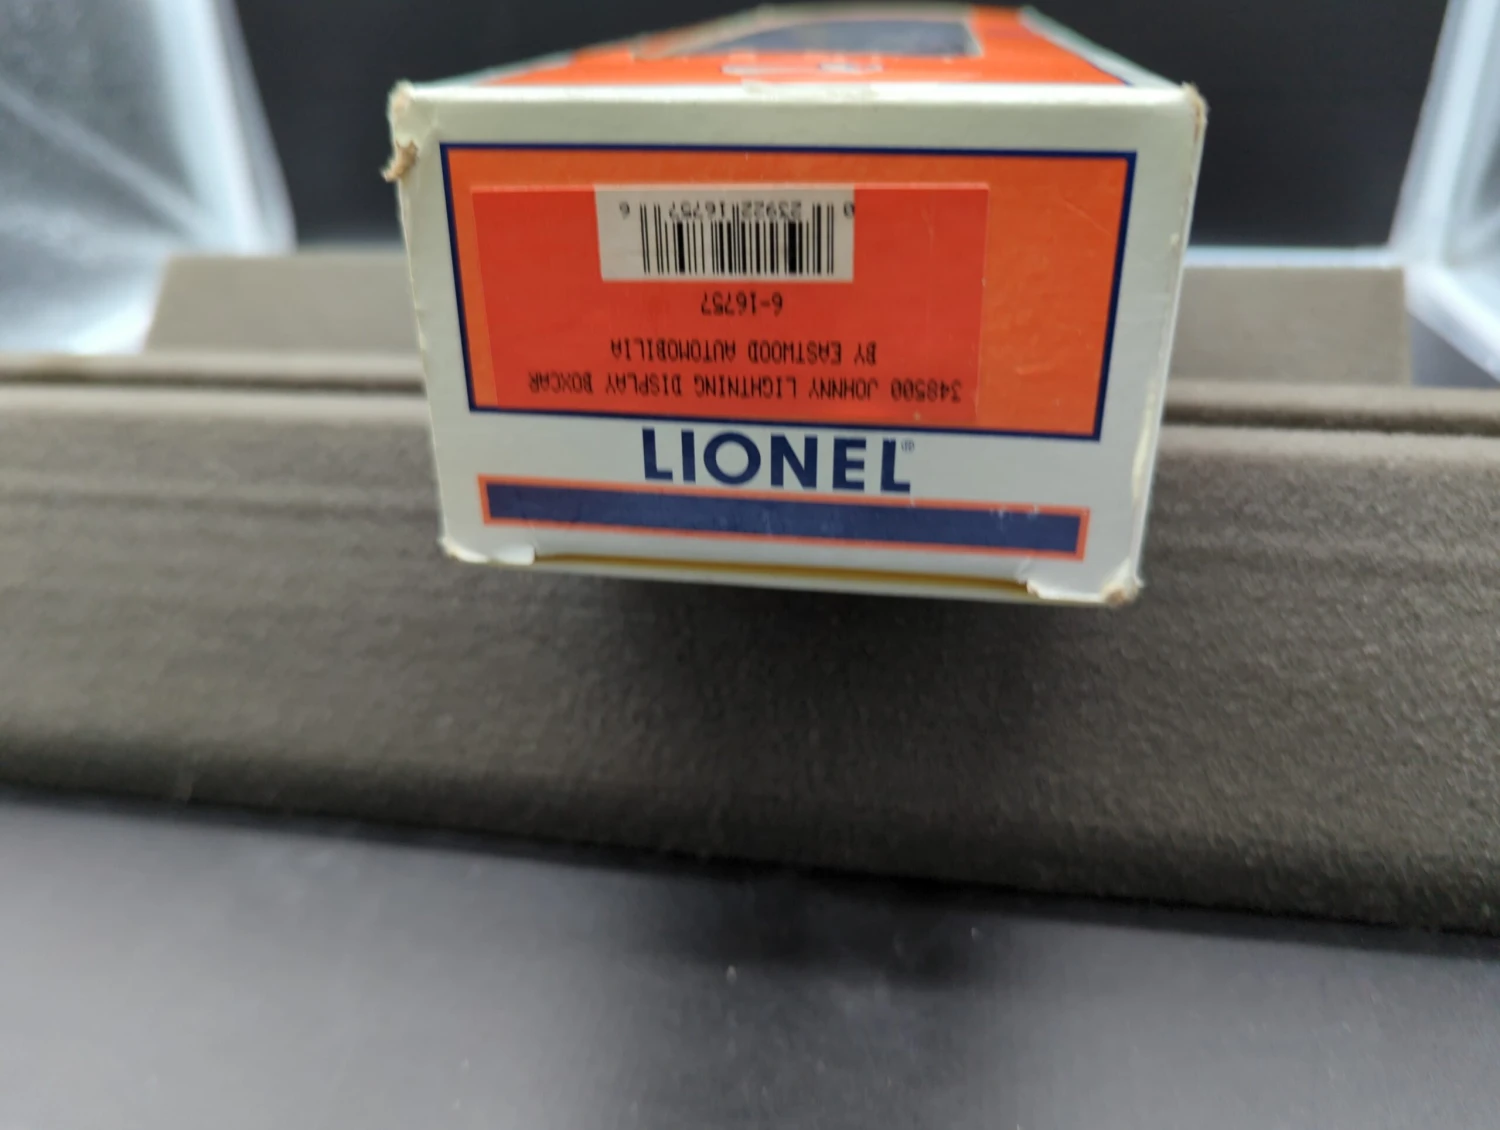 348500 JOHNNY LIGHTNING DISPLAY BOXCAR
BY EASTWOOD AUTOMOBILIA
6-16757
0 23922 16757 6
LIONEL®